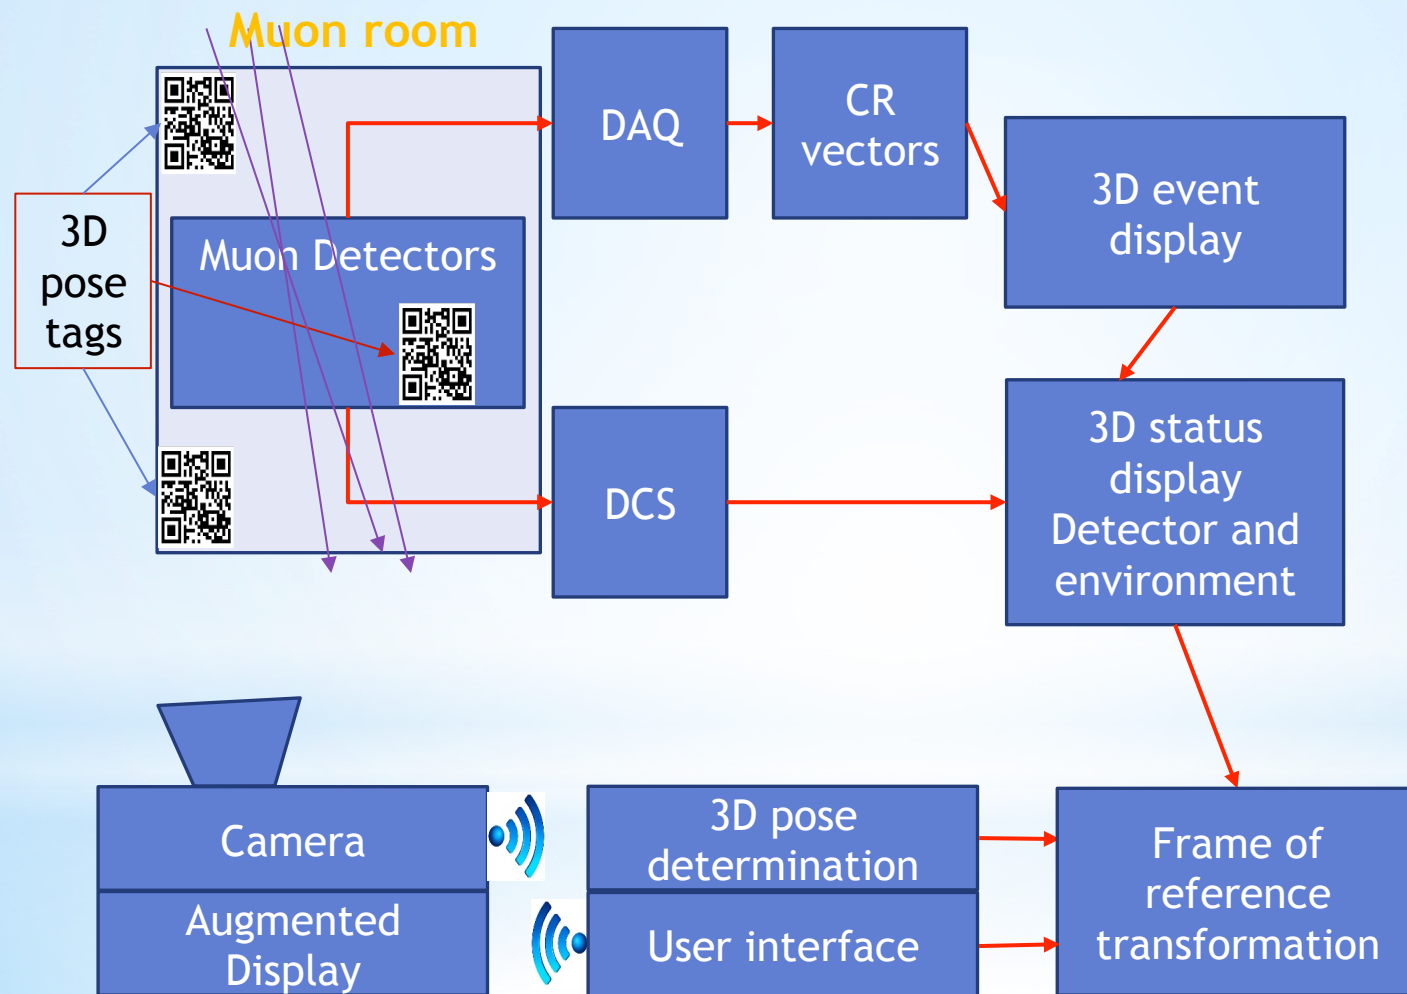 Muon room
DAQ
CR
vectors
3D event
display
3D
pose
tags
Muon Detectors
DCS
3D status
display
Detector and
environment
Camera
Augmented
Display
3D pose
determination
User interface
Frame of
reference
transformation